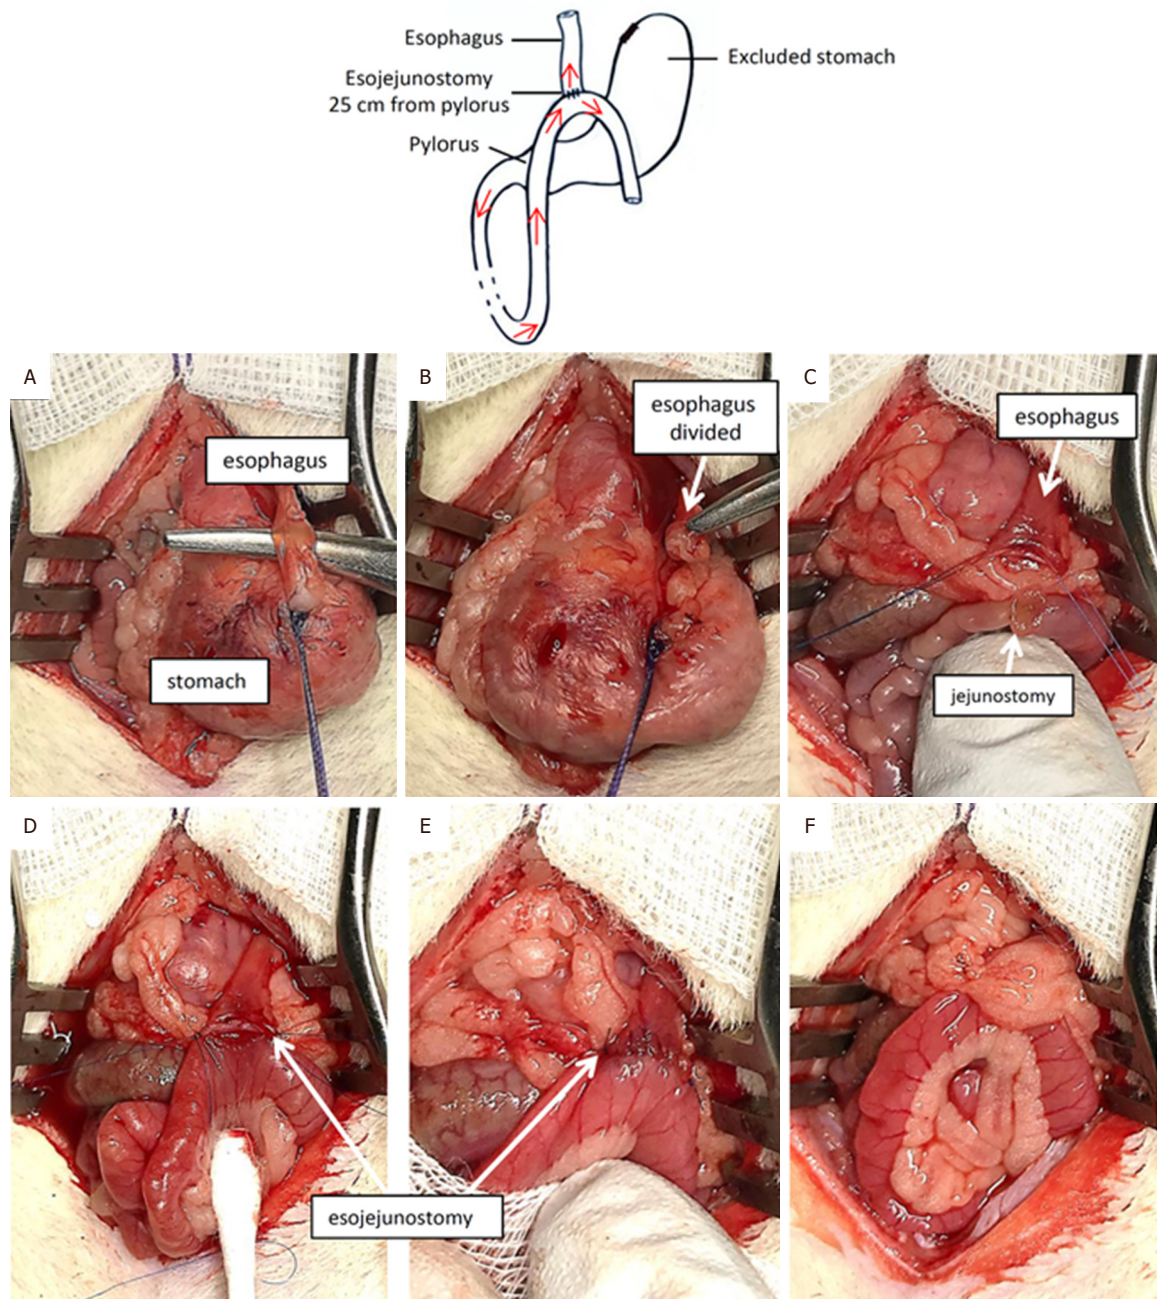 Esophagus
Excluded stomach
Esojejunostomy
25 cm from pylorus
Pylorus
A
esophagus
stomach
B
esophagus
divided
C
esophagus
jejunostomy
D
E
esojejunostomy
F